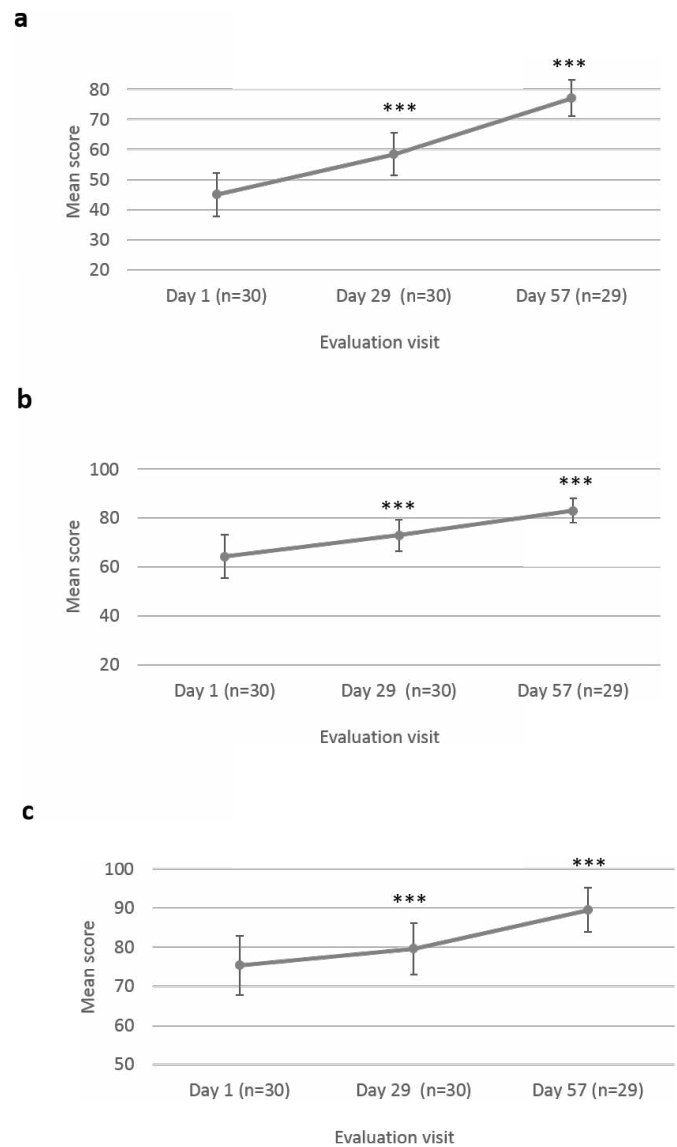 a
***
***
80
70
60
50
40
30
20
Mean score
Day 1 (n=30)
Day 29 (n=30)
Day 57 (n=29)
Evaluation visit
b
100
80
60
40
20
***
***
Mean score
Day 1 (n=30)
Day 29 (n=30)
Day 57 (n=29)
Evaluation visit
c
100
90
80
70
60
50
***
***
Mean score
Day 1 (n=30)
Day 29 (n=30)
Day 57 (n=29)
Evaluation visit